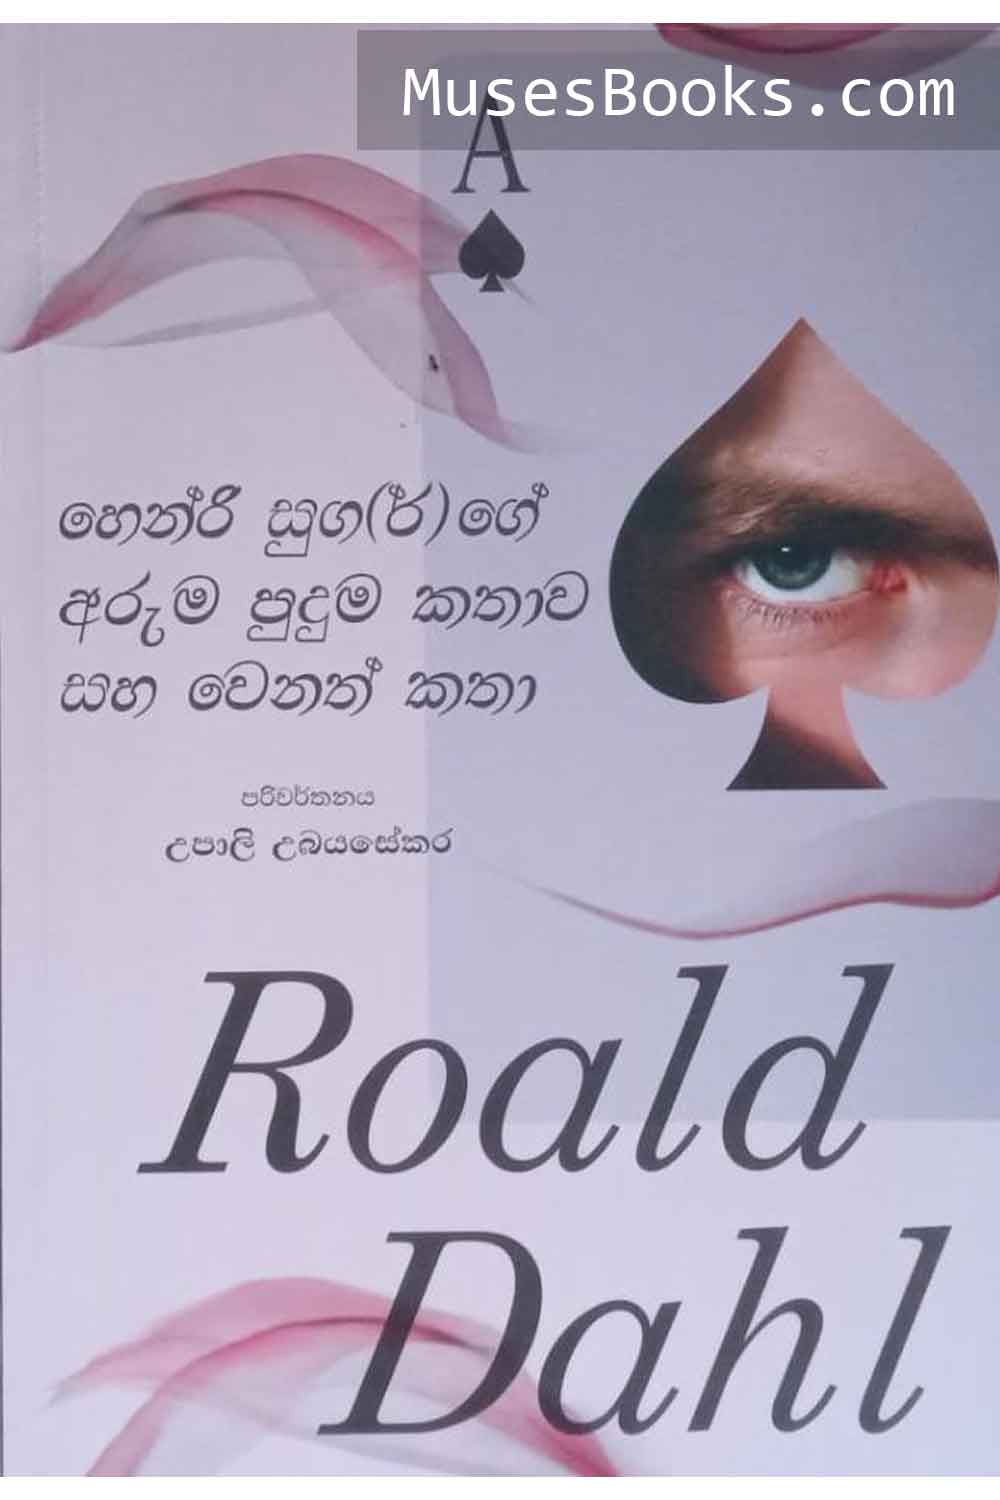 MusesBooks.com
A
හෙන්රි සුග(ර්)ගේ
අරුම පුදුම කතාව
සහ වෙනත් කතා
පරිවර්තනය
උපාලි උබයසේකර
Roald
Dahl